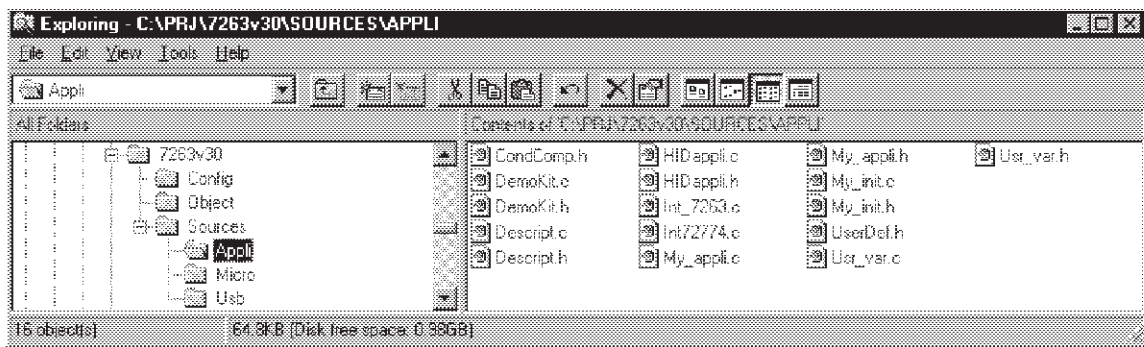 Exploring - C:\PRJ\7263v30\SOURCES\APPLI
File Edit View Tools Help
Appli
All Folders
Contents of 'C:\PRJ\7263v30\SOURCES\APPLI'
7263v30
Config
Object
Sources
Appli
Micro
Usb
CondComp.h
DemoKit.c
DemoKit.h
Descript.c
Descript.h
HIDappli.c
HIDappli.h
Int_7263.c
Int72774.c
My_appli.c
My_appli.h
My_init.c
My_init.h
UserDef.h
Usr_var.c
Usr_var.h
16 object(s)
64.8KB (Disk free space: 0.98GB)